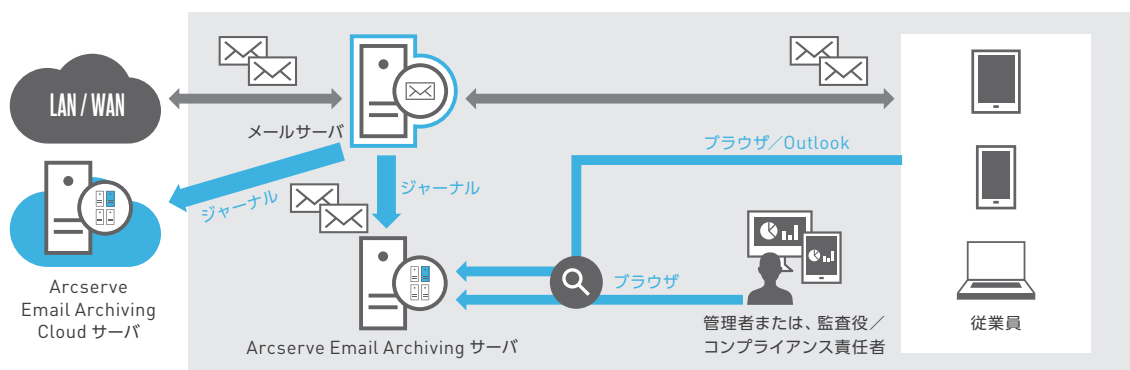 LAN / WAN
メールサーバ
ブラウザ／Outlook
ジャーナル
ジャーナル
ブラウザ
Arcserve
Email Archiving
Cloud サーバ
Arcserve Email Archiving サーバ
管理者または、監査役／
コンプライアンス責任者
従業員